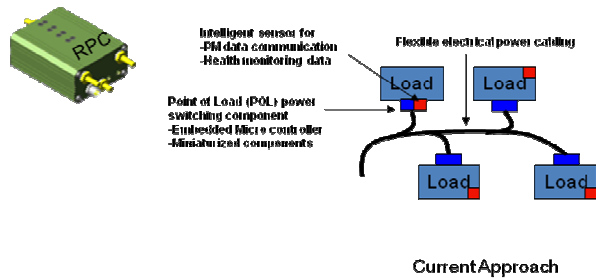 RPC
Intelligent sensor for
-PM data communication
-Health monitoring data
Flexible electrical power cabling
Point of Load (POL) power
switching component
-Embedded Micro controller
-Miniaturized components
Load
Load
Load
Load
Current Approach